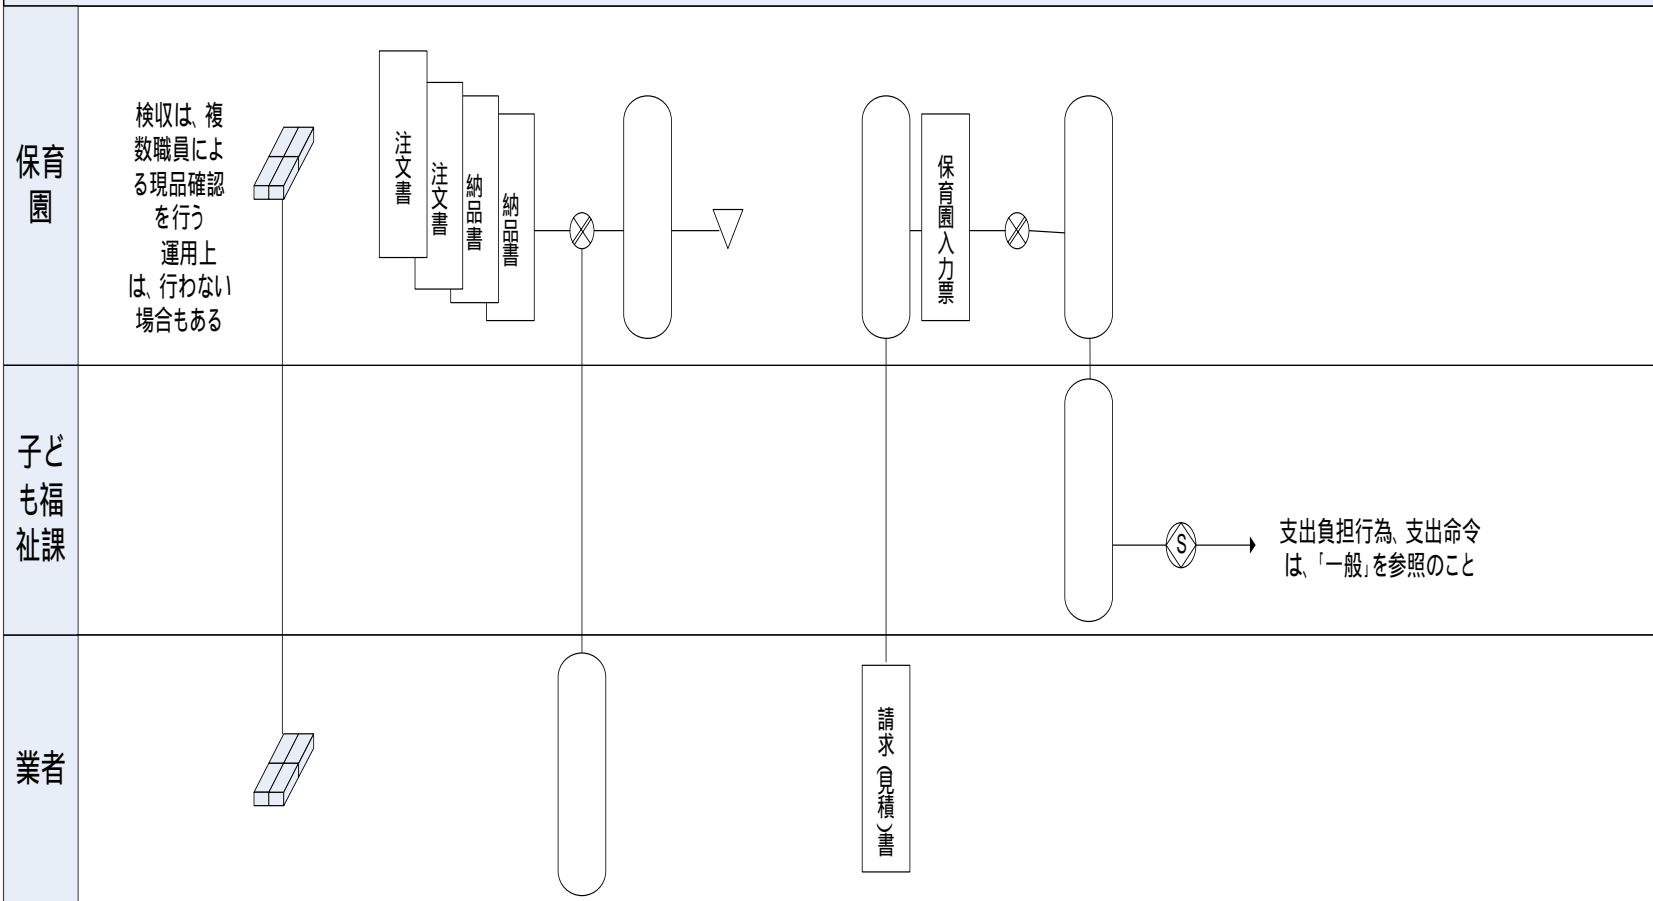 保育
園
検収は、複
数職員によ
る現品確認
を行う
運用上
は、行わない
場合もある
注文書
注文書
納品書
納品書
保育園入力票
子ど
も福
祉課
S
支出負担行為、支出命令
は、「一般」を参照のこと
業者
請求(見積)書